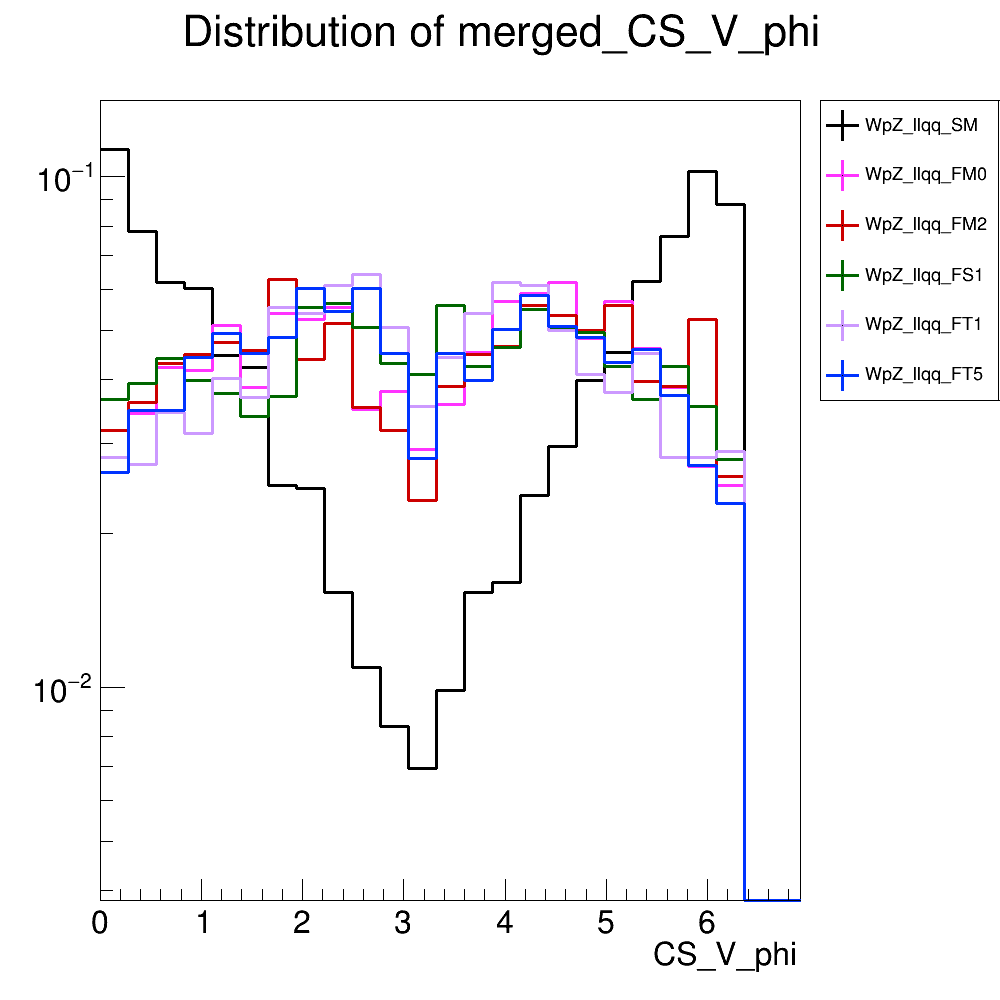 Distribution of merged_CS_V_phi
10−1
10−2
0 1 2 3 4 5 6
CS_V_phi
WpZ_llqq_SM
WpZ_llqq_FM0
WpZ_llqq_FM2
WpZ_llqq_FS1
WpZ_llqq_FT1
WpZ_llqq_FT5